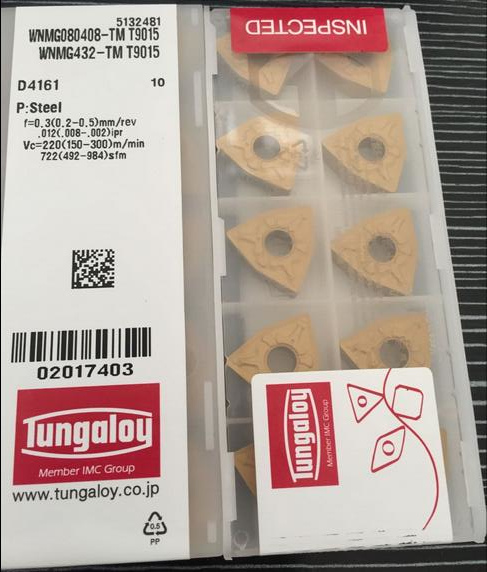 5132481
WNMG080408-TM T9015
WNMG432-TM T9015
D4161 10
P:Steel
f=0.3(0.2-0.5)mm/rev
.012(.008-.002)ipr
Vc=220(150-300)m/min
722(492-984)sfm
02017403
Tungaloy
Member IMC Group
www.tungaloy.co.jp
0.5
PP
INSPECTED
Tungaloy
Member IMC Group